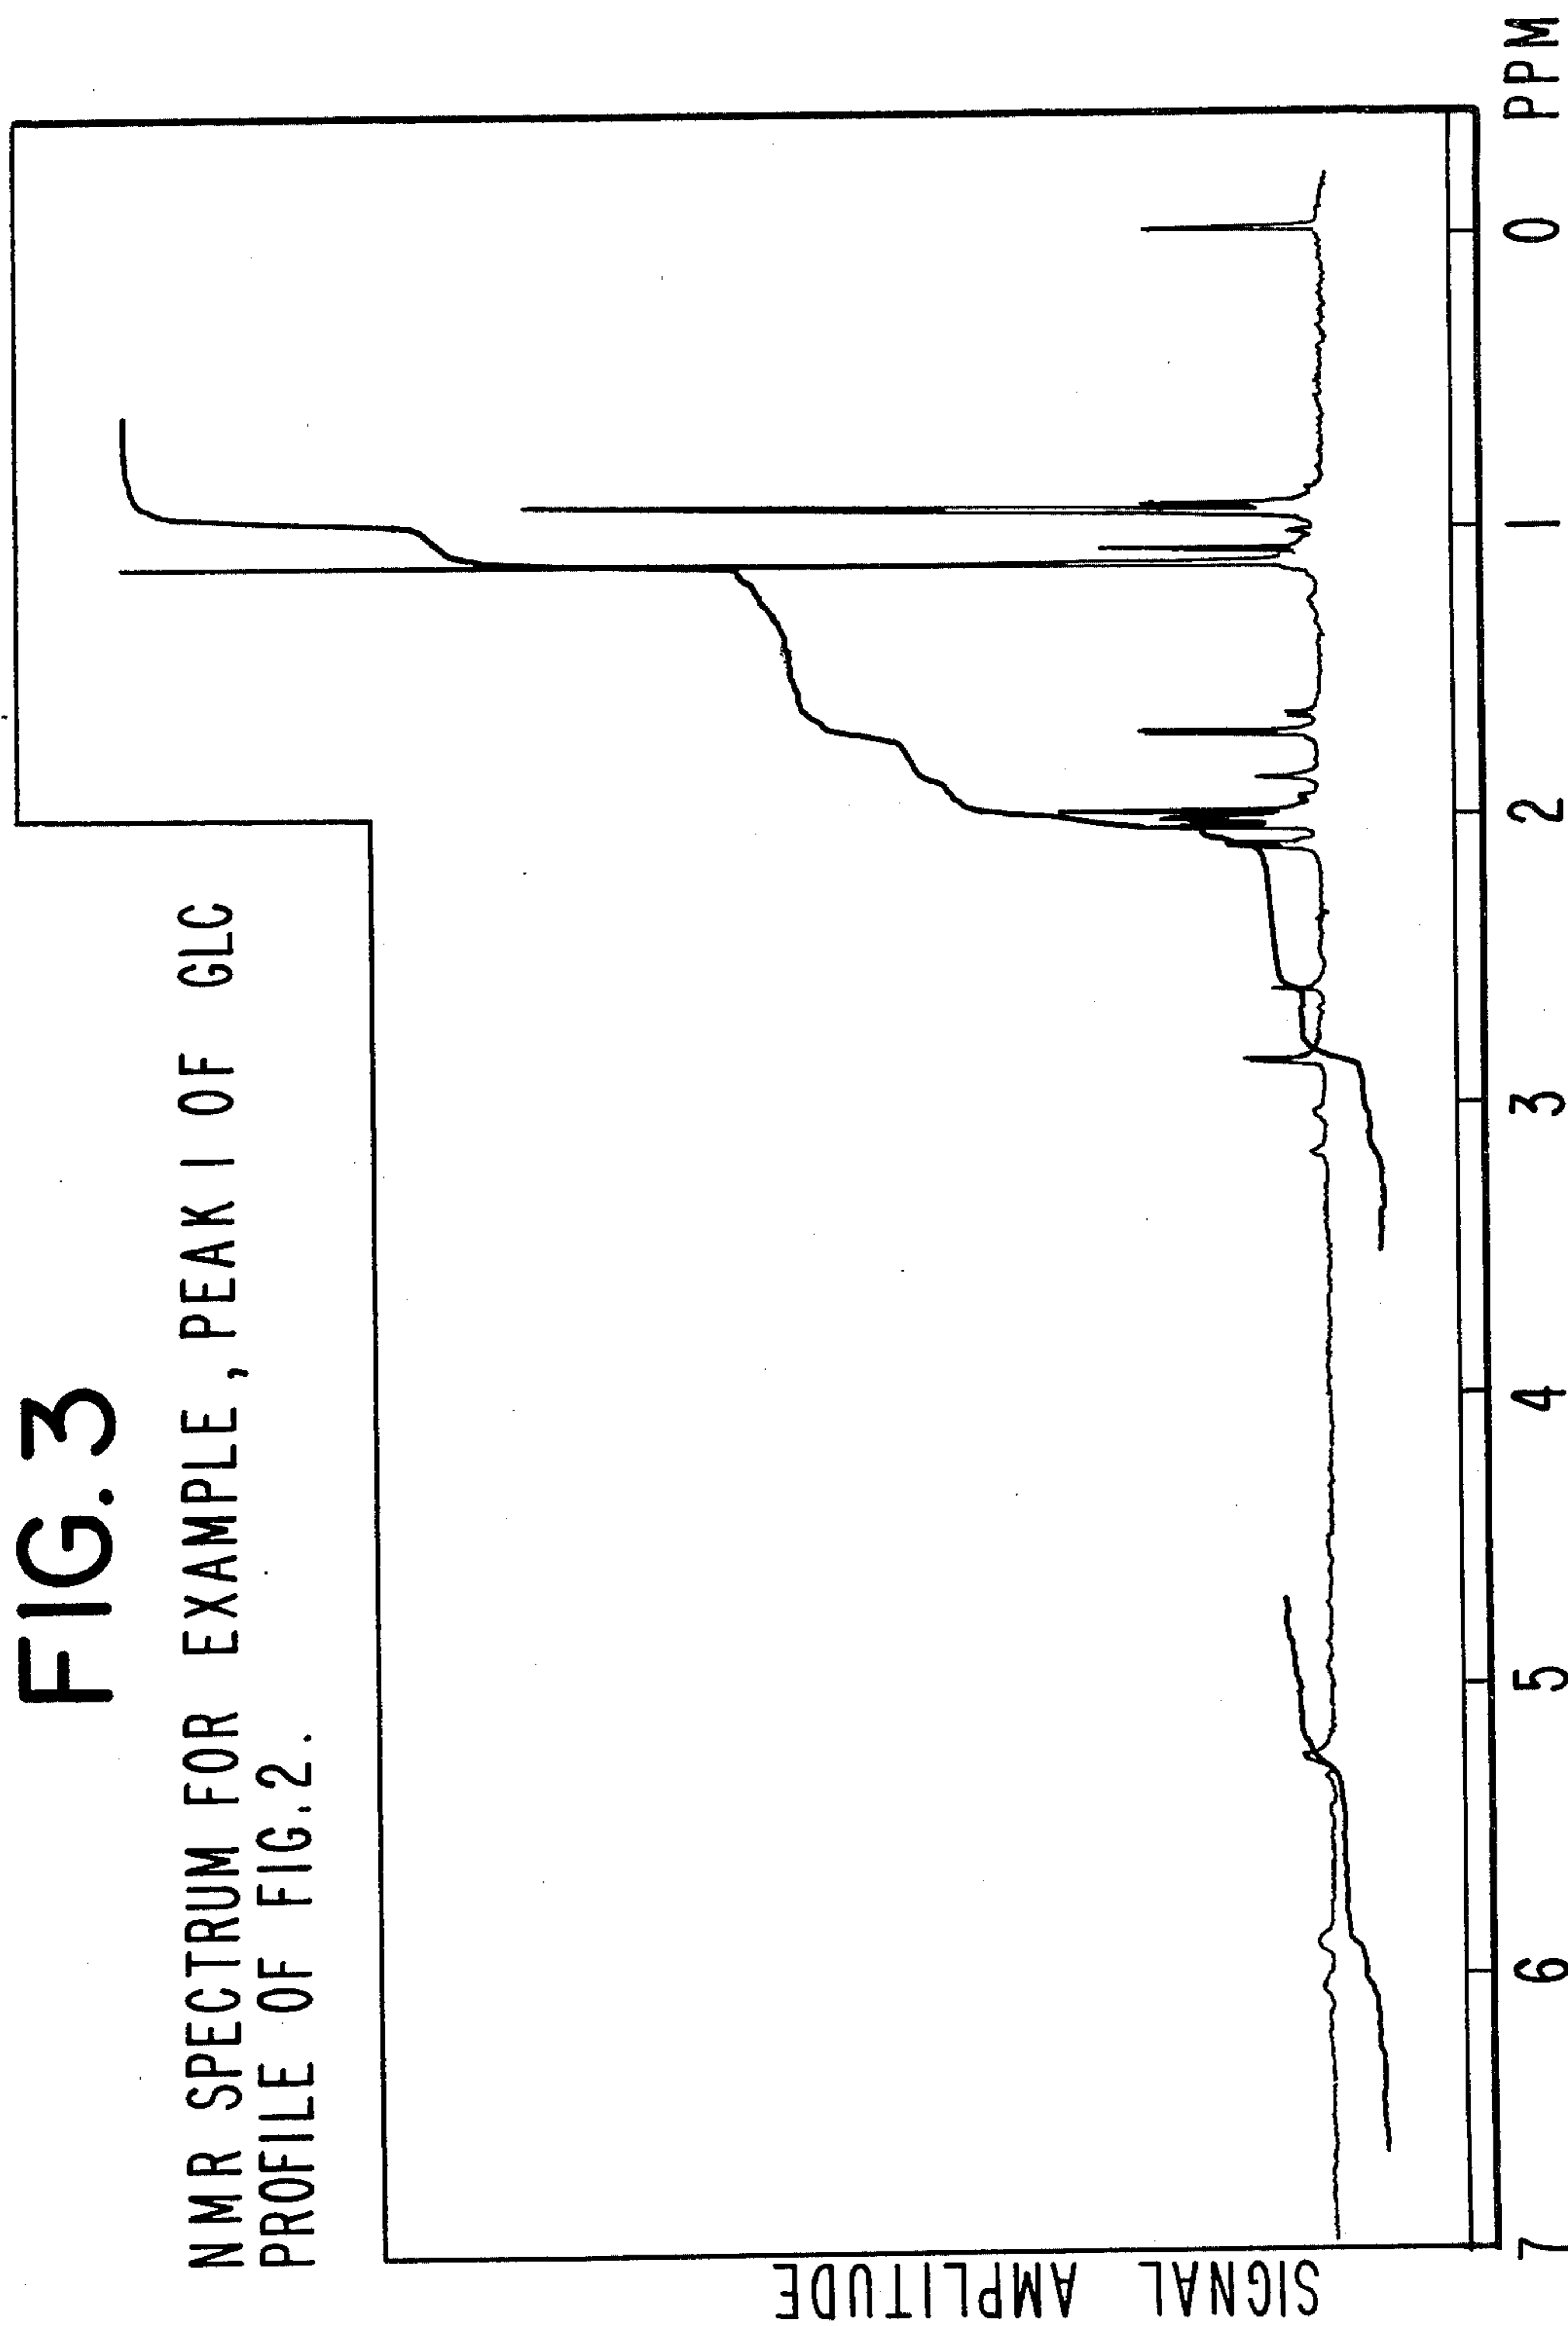 FIG.3
NMR SPECTRUM FOR EXAMPLE, PEAK 1 OF GLC
PROFILE OF FIG.2.
SIGNAL AMPLITUDE
7 6 5 4 3 2 1 0 PPM